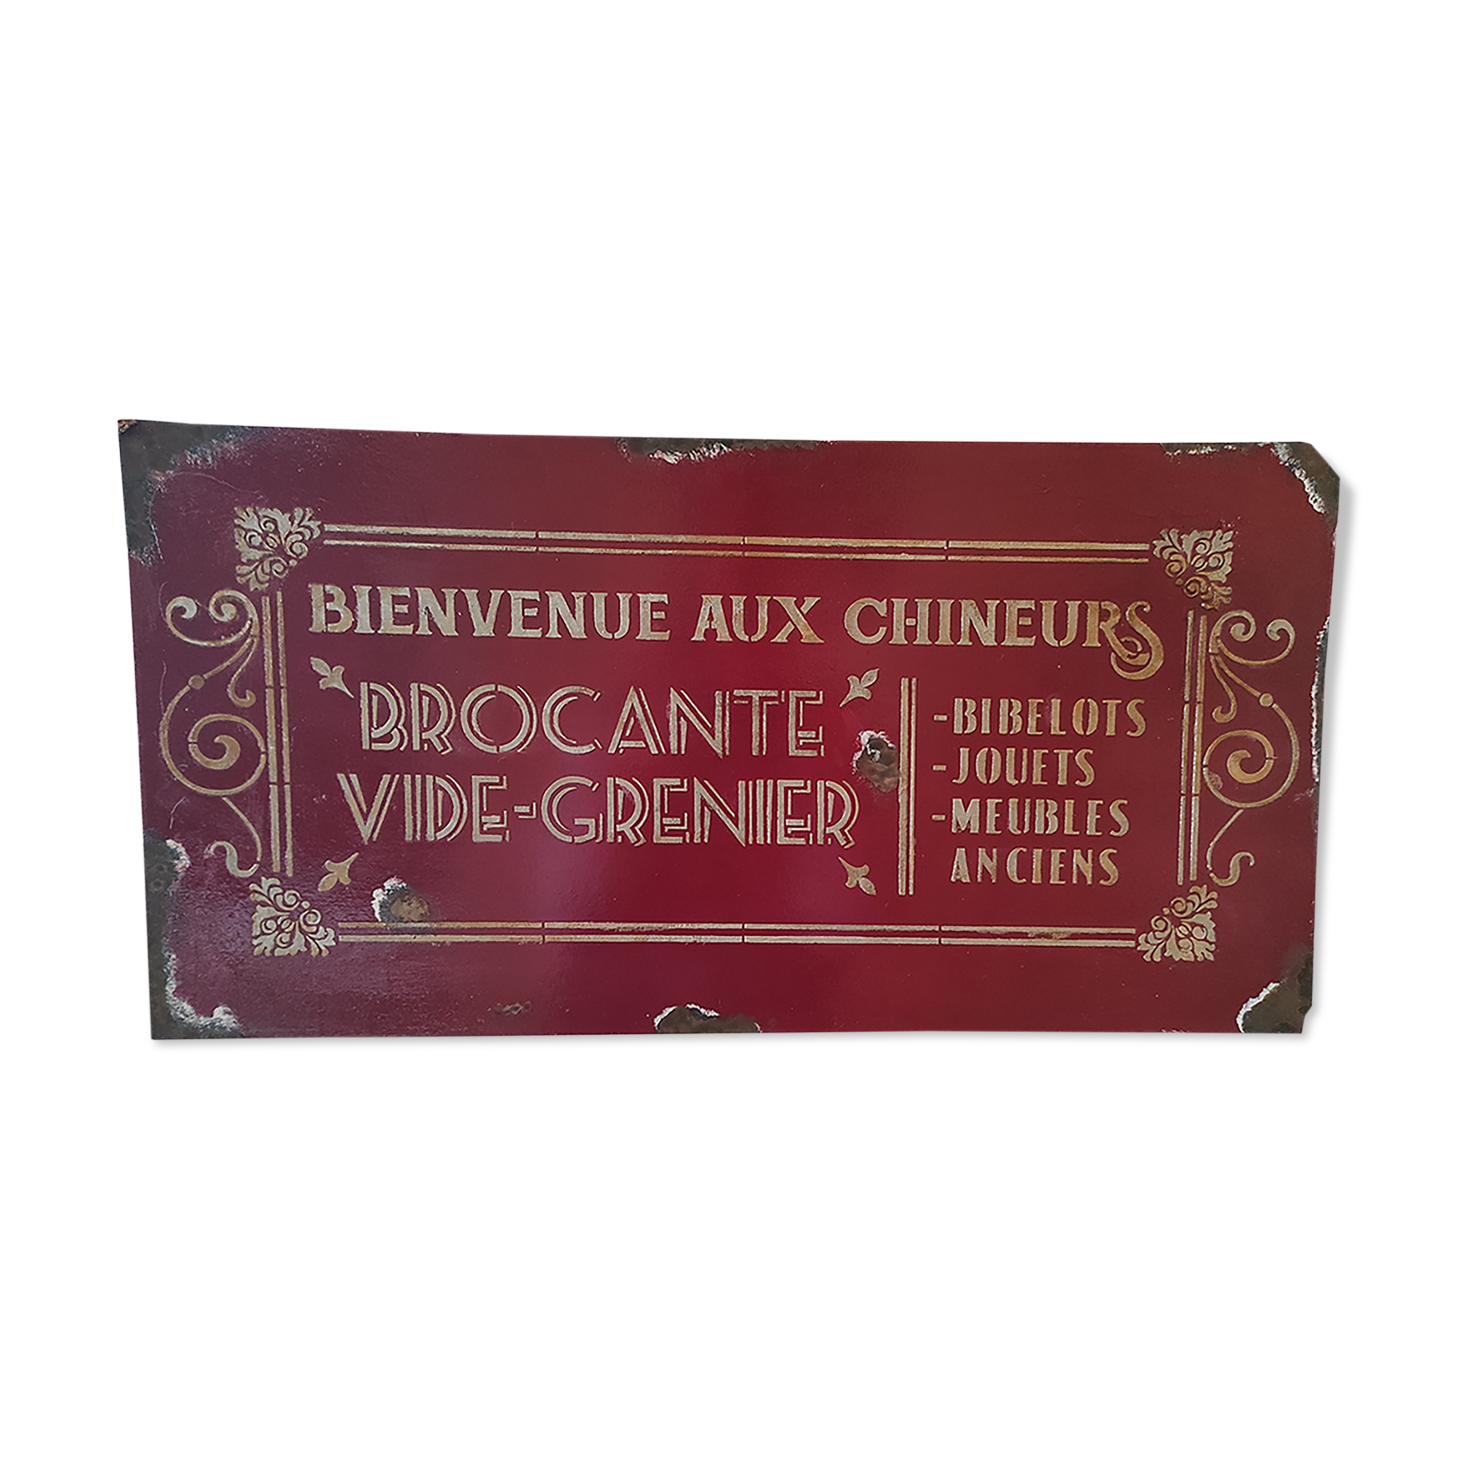 BIENVENUE AUX CHINEURS
BROCANTE
VIDE-GRENIER
-BIBELOTS
-JOUETS
-MEUBLES
ANCIENS